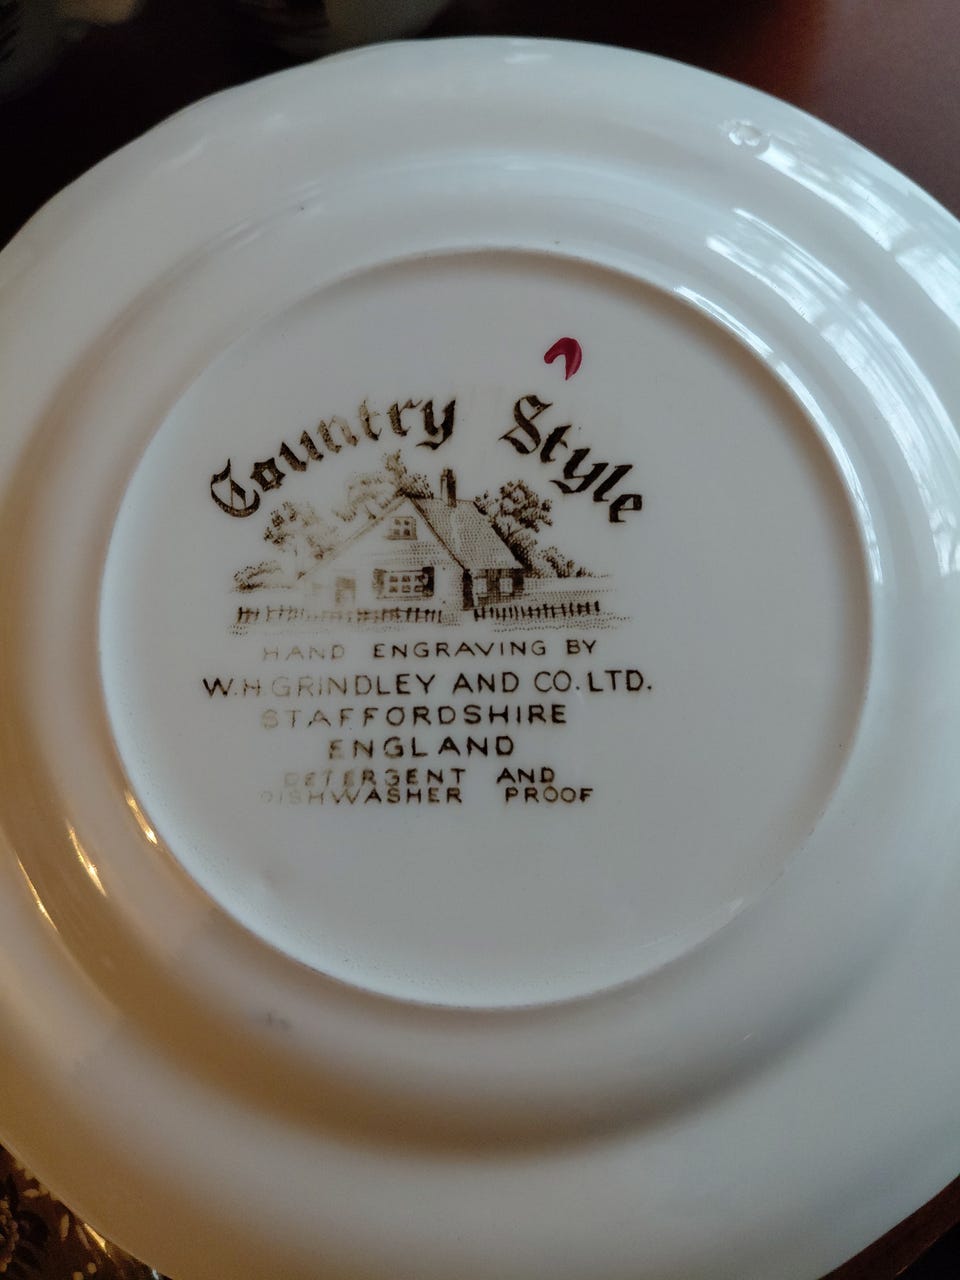 Country Style
HAND ENGRAVING BY
W.H.GRINDLEY AND CO.LTD.
STAFFORDSHIRE
ENGLAND
DETERGENT AND
DISHWASHER PROOF